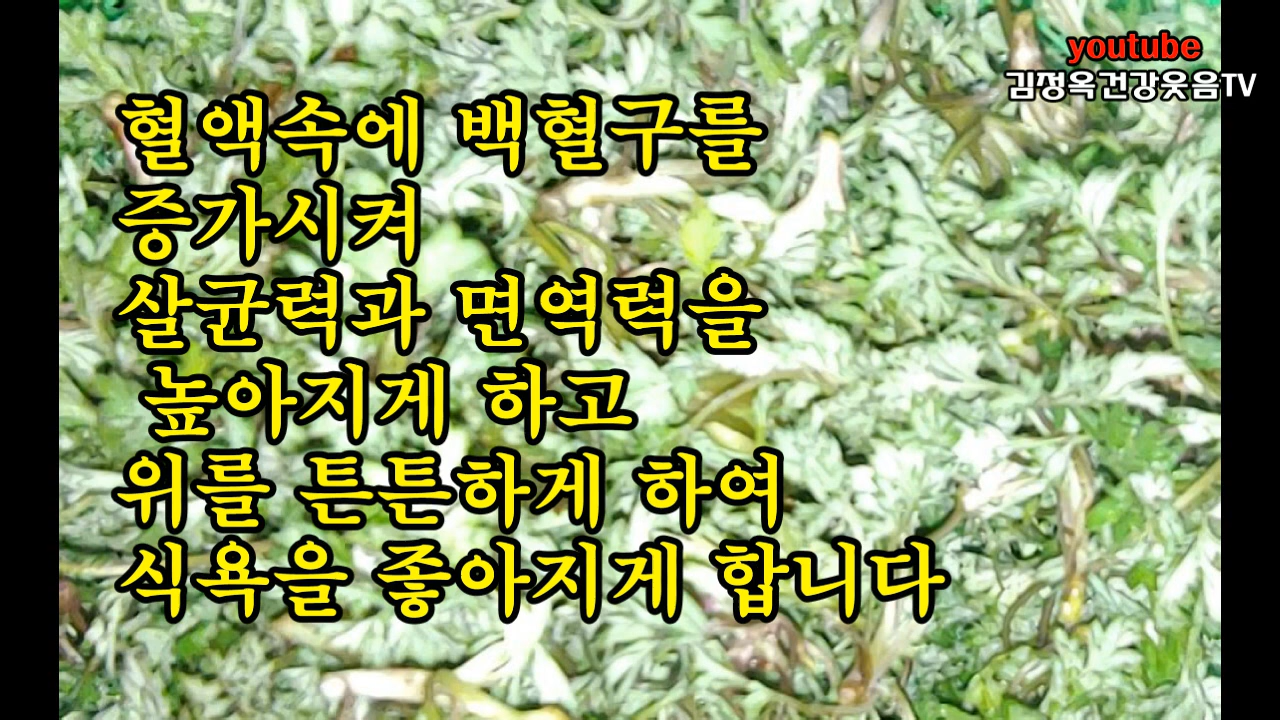 youtube
김정옥건강웃음TV
혈액속에 백혈구를
증가시켜
살균력과 면역력을
높아지게 하고
위를 튼튼하게 하여
식욕을 좋아지게 합니다